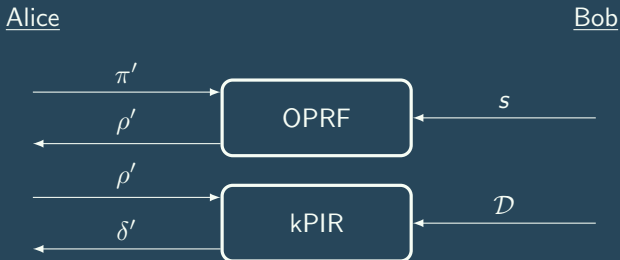 Alice Bob
π′
s
OPRF
ρ′
ρ′
𝒟
kPIR
δ′